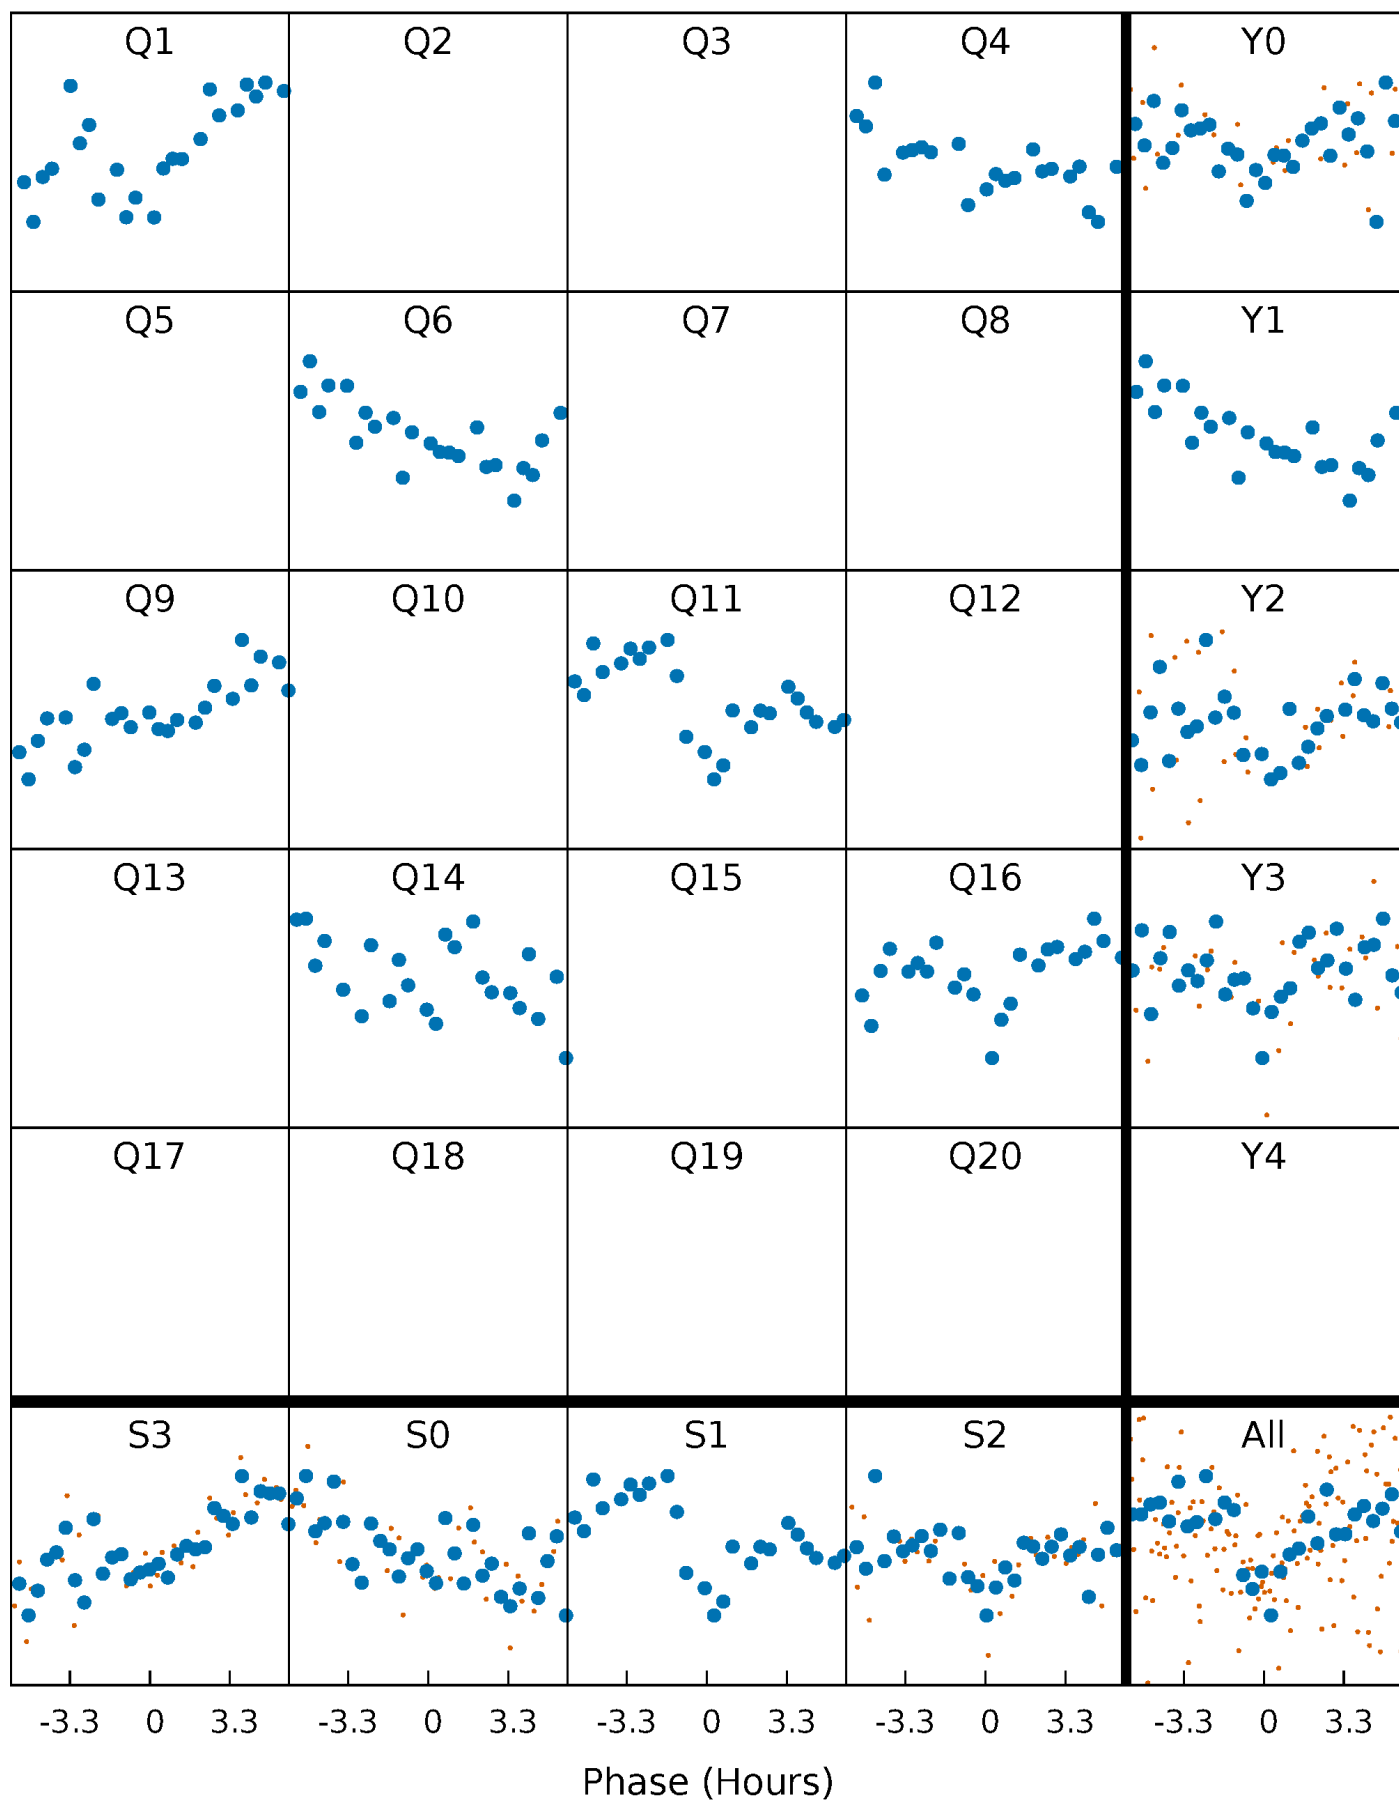 Q1 Q2 Q3 Q4 Y0
Q5 Q6 Q7 Q8 Y1
Q9 Q10 Q11 Q12 Y2
Q13 Q14 Q15 Q16 Y3
Q17 Q18 Q19 Q20 Y4
S3 S0 S1 S2 All
-3.3 0 3.3 -3.3 0 3.3 -3.3 0 3.3 -3.3 0 3.3 -3.3 0 3.3
Phase (Hours)